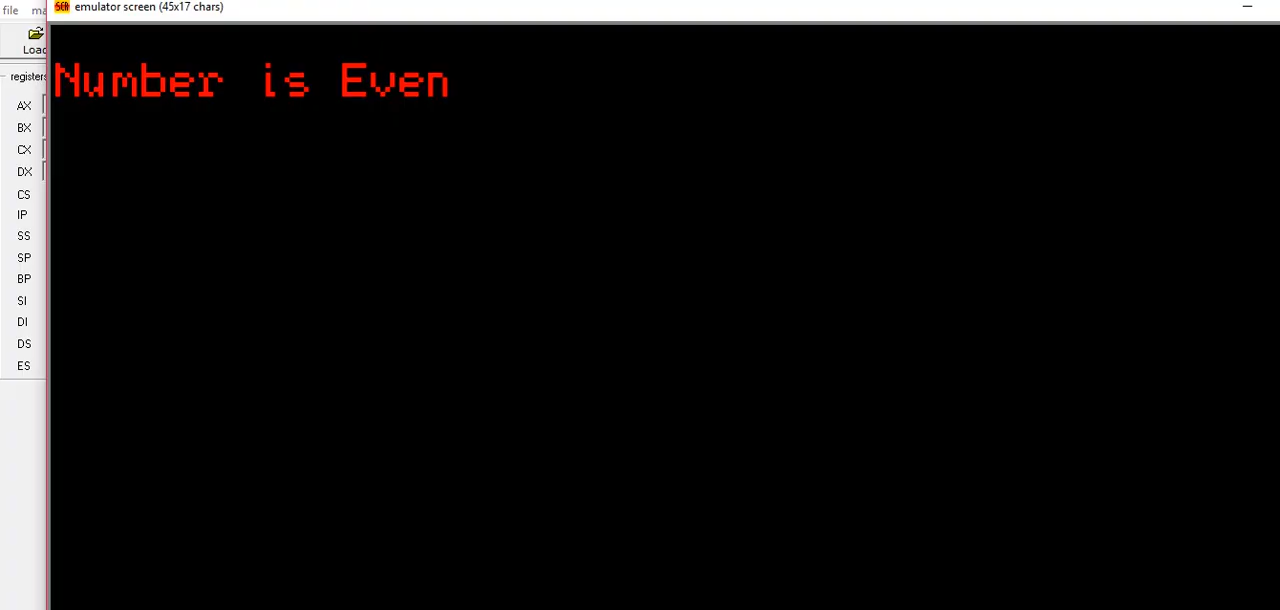 emulator screen (45x17 chars)
file
Load
registers
AX
BX
CX
DX
CS
IP
SS
SP
BP
SI
DI
DS
ES
Number is Even